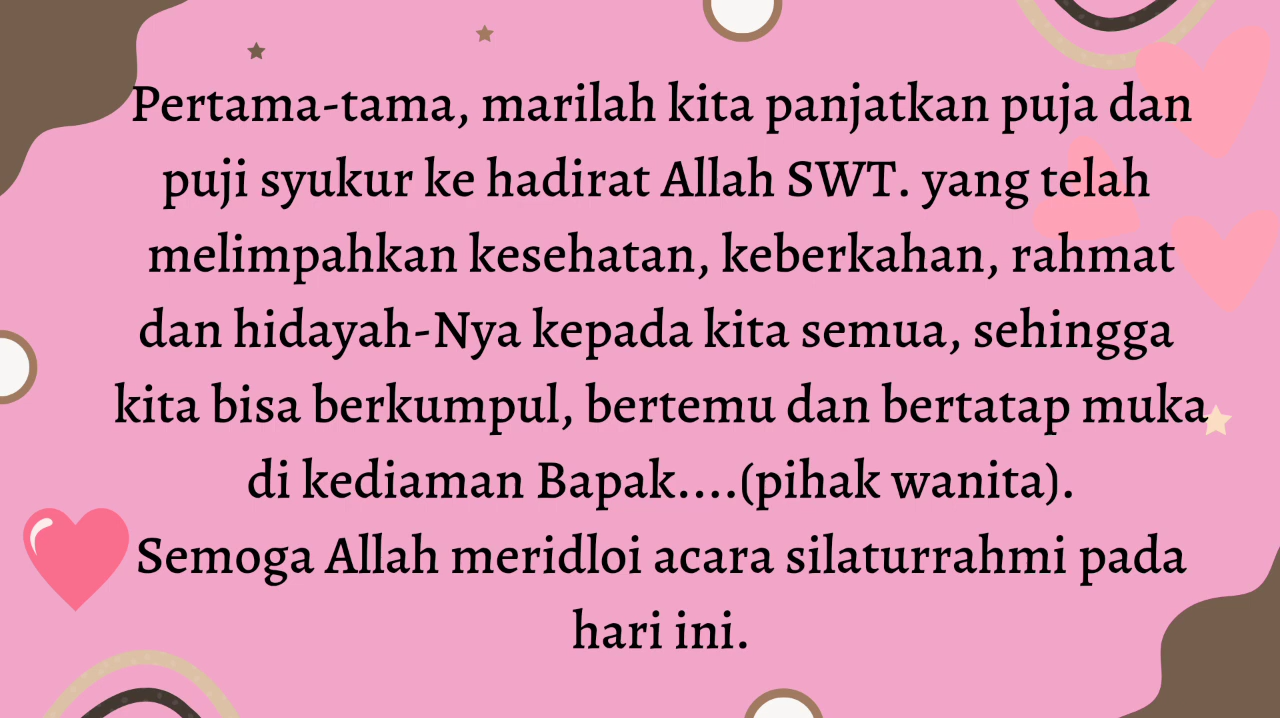 Pertama-tama, marilah kita panjatkan puja dan
puji syukur ke hadirat Allah SWT. yang telah
melimpahkan kesehatan, keberkahan, rahmat
dan hidayah-Nya kepada kita semua, sehingga
kita bisa berkumpul, bertemu dan bertatap muka
di kediaman Bapak....(pihak wanita).
Semoga Allah meridloi acara silaturrahmi pada
hari ini.